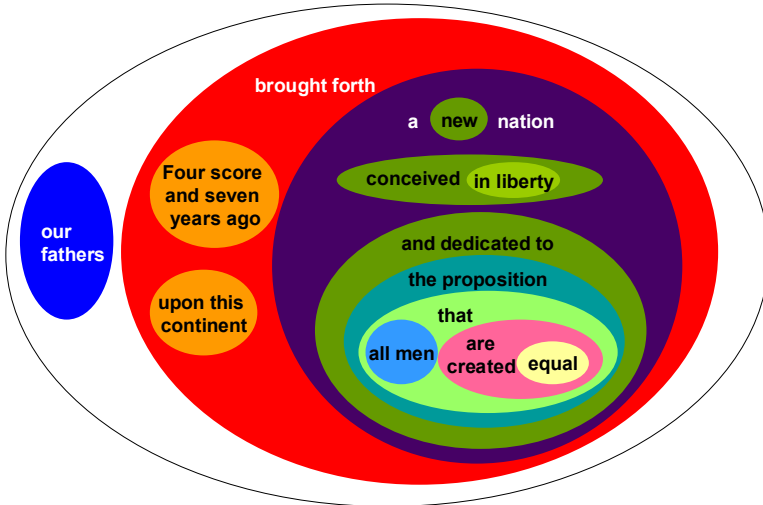 brought forth
a new nation
Four score
and seven
years ago
conceived in liberty
our
fathers
and dedicated to
the proposition
upon this
continent
that
all men
are
created
equal